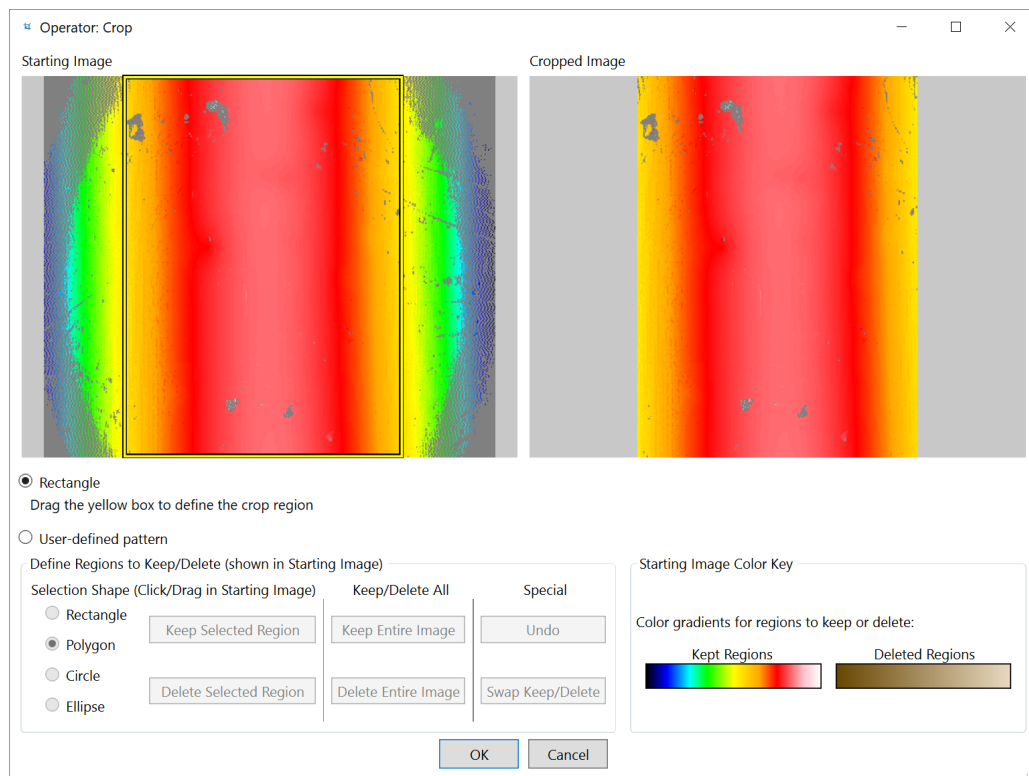 Operator: Crop
Starting Image
Cropped Image
Rectangle
Drag the yellow box to define the crop region
User-defined pattern
Define Regions to Keep/Delete (shown in Starting Image)
Selection Shape (Click/Drag in Starting Image)
Keep/Delete All
Special
Rectangle
Polygon
Circle
Ellipse
Keep Selected Region
Keep Entire Image
Undo
Delete Selected Region
Delete Entire Image
Swap Keep/Delete
Starting Image Color Key
Color gradients for regions to keep or delete:
Kept Regions
Deleted Regions
OK
Cancel